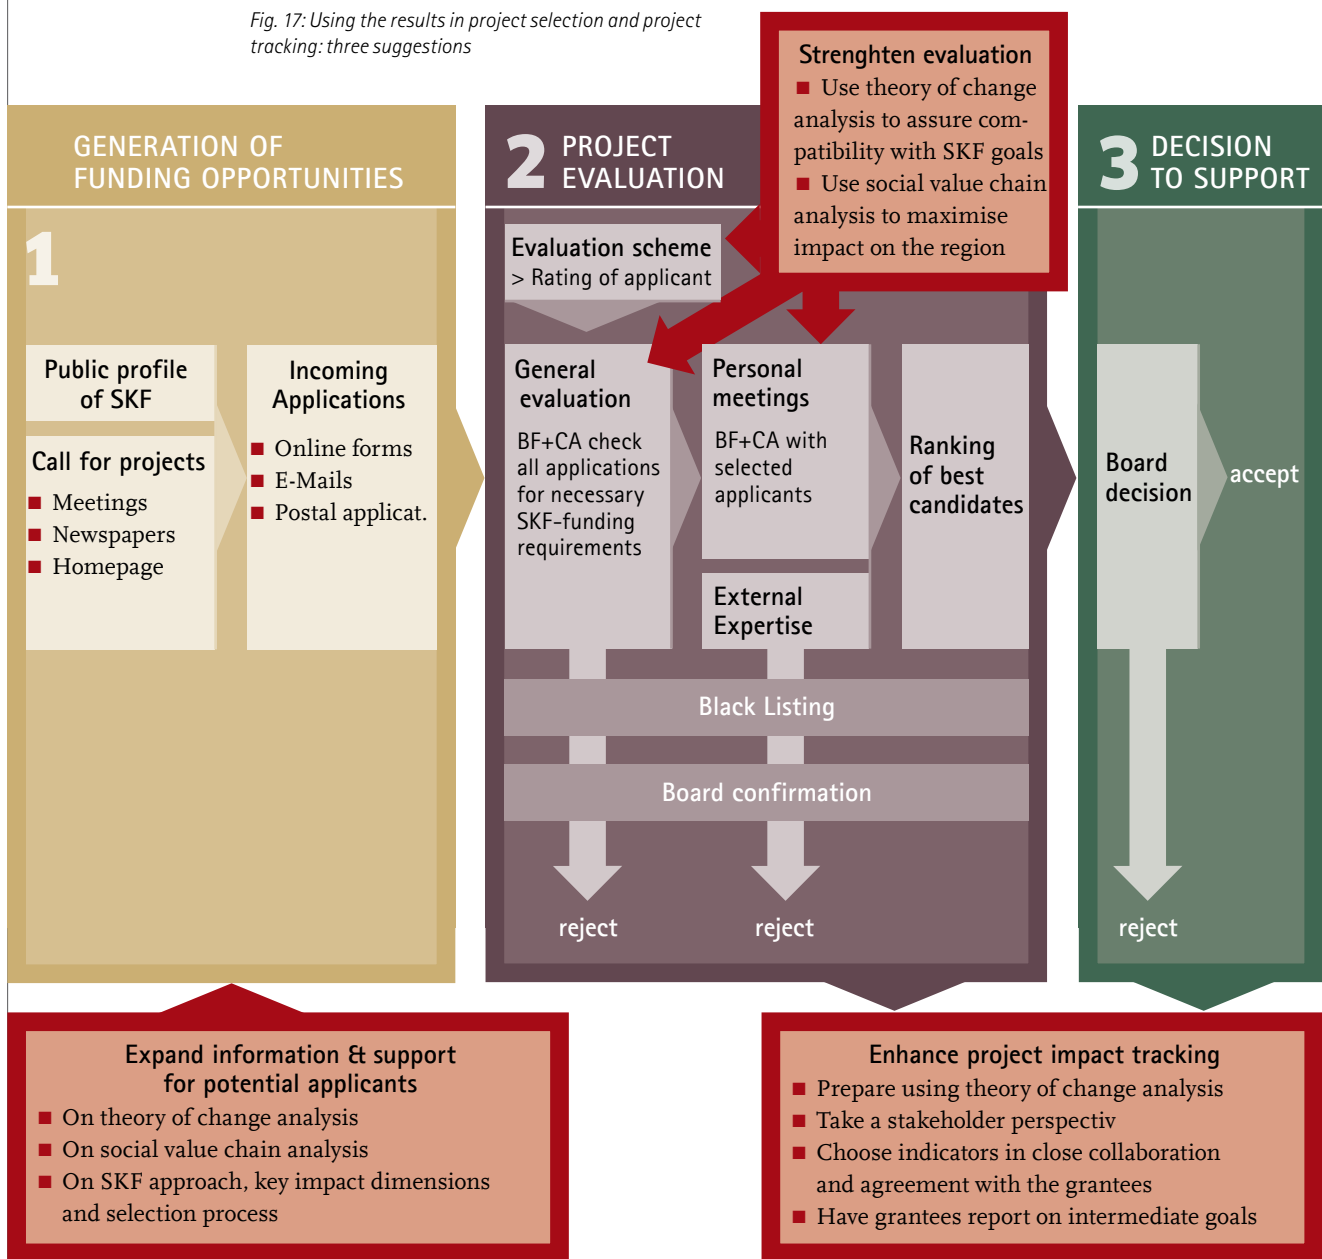 Fig. 17: Using the results in project selection and project
tracking: three suggestions
Strenghten evaluation
■ Use theory of change
analysis to assure com-
patibility with SKF goals
■ Use social value chain
analysis to maximise
impact on the region
GENERATION OF
FUNDING OPPORTUNITIES
1
Public profile
of SKF
Call for projects
■ Meetings
■ Newspapers
■ Homepage
Incoming
Applications
■ Online forms
■ E-Mails
■ Postal applicat.
2 PROJECT
EVALUATION
Evaluation scheme
> Rating of applicant
General
evaluation
BF+CA check
all applications
for necessary
SKF-funding
requirements
Personal
meetings
BF+CA with
selected
applicants
External
Expertise
Ranking
of best
candidates
Black Listing
Board confirmation
reject
reject
3 DECISION
TO SUPPORT
Board
decision
accept
reject
Expand information & support
for potential applicants
■ On theory of change analysis
■ On social value chain analysis
■ On SKF approach, key impact dimensions
and selection process
Enhance project impact tracking
■ Prepare using theory of change analysis
■ Take a stakeholder perspectiv
■ Choose indicators in close collaboration
and agreement with the grantees
■ Have grantees report on intermediate goals